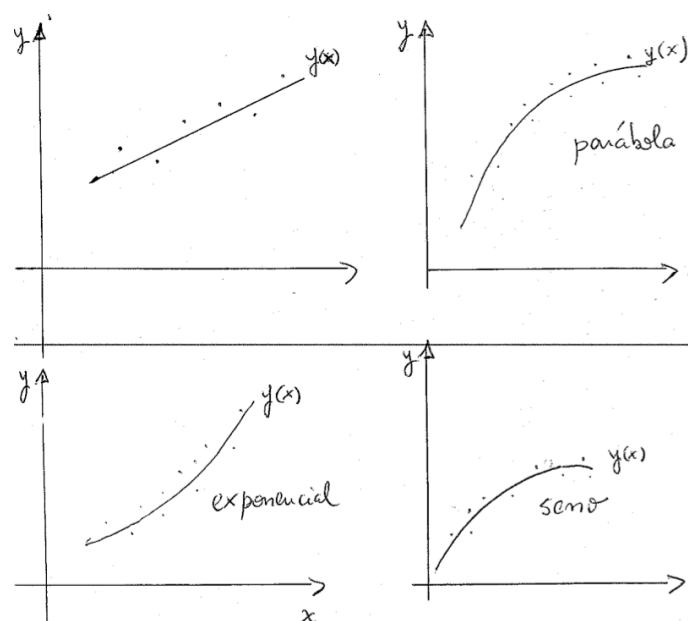 y
y(x)
y
y(x)
parábola
y
y(x)
exponencial
x
y
y(x)
seno